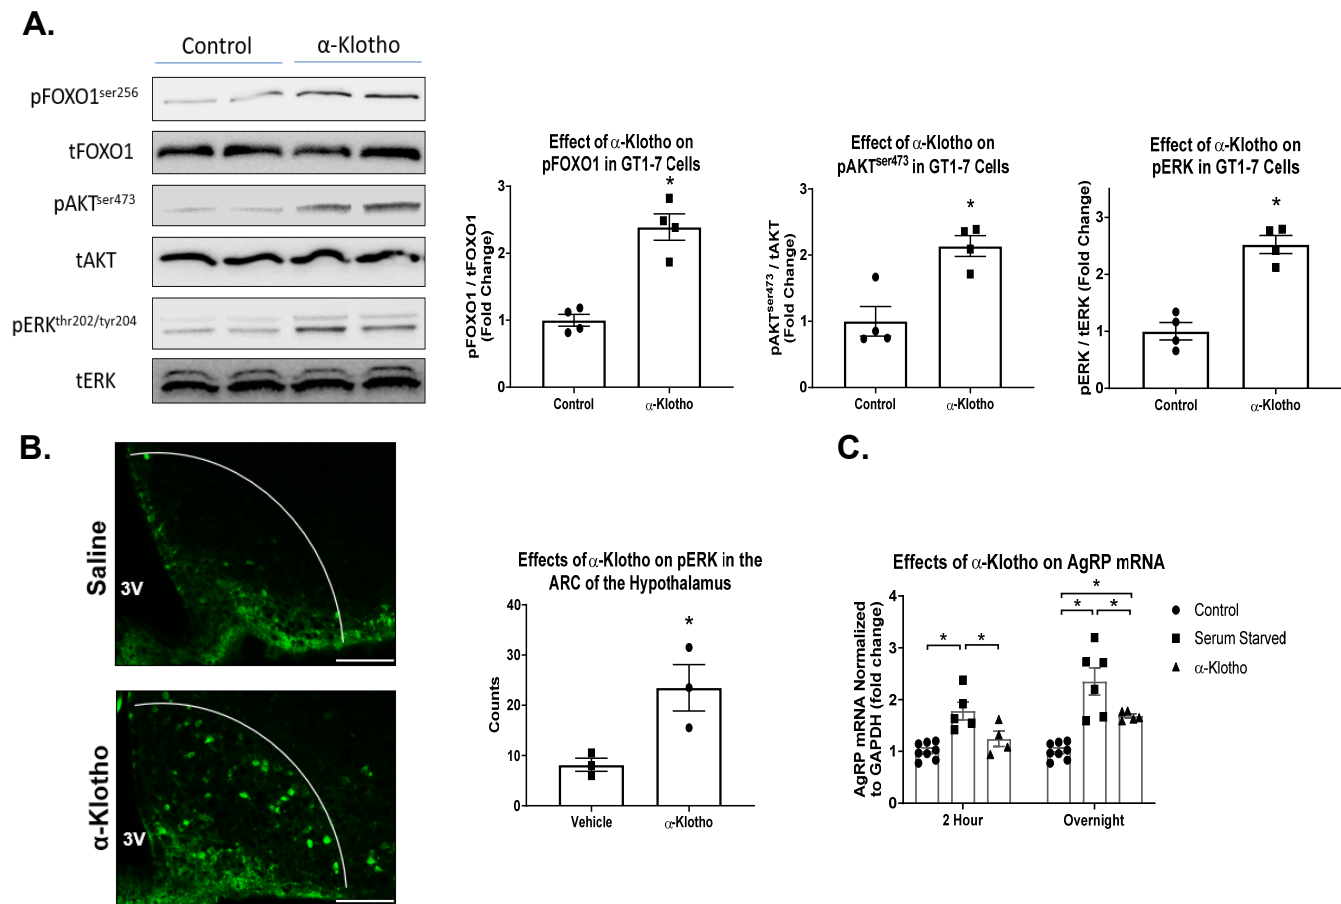 A.
Control
α-Klotho
pFOXO1ser256
tFOXO1
pAKTser473
tAKT
pERKthr202/tyr204
tERK
Effect of α-Klotho on
pFOXO1 in GT1-7 Cells
*
pFOXO1 / tFOXO1
(Fold Change)
3
2
1
0
Control
α-Klotho
Effect of α-Klotho on
pAKTser473 in GT1-7 Cells
*
pAKTser473 / tAKT
(Fold Change)
3
2
1
0
Control
α-Klotho
Effect of α-Klotho on
pERK in GT1-7 Cells
*
pERK / tERK (Fold Change)
3
2
1
0
Control
α-Klotho
B.
Saline
3V
α-Klotho
3V
Effects of α-Klotho on pERK in the
ARC of the Hypothalamus
*
Counts
40
30
20
10
0
Vehicle
α-Klotho
C.
Effects of α-Klotho on AgRP mRNA
AgRP mRNA Normalized
to GAPDH (fold change)
4
3
2
1
0
* *
*
* *
2 Hour
Overnight
Control
Serum Starved
α-Klotho